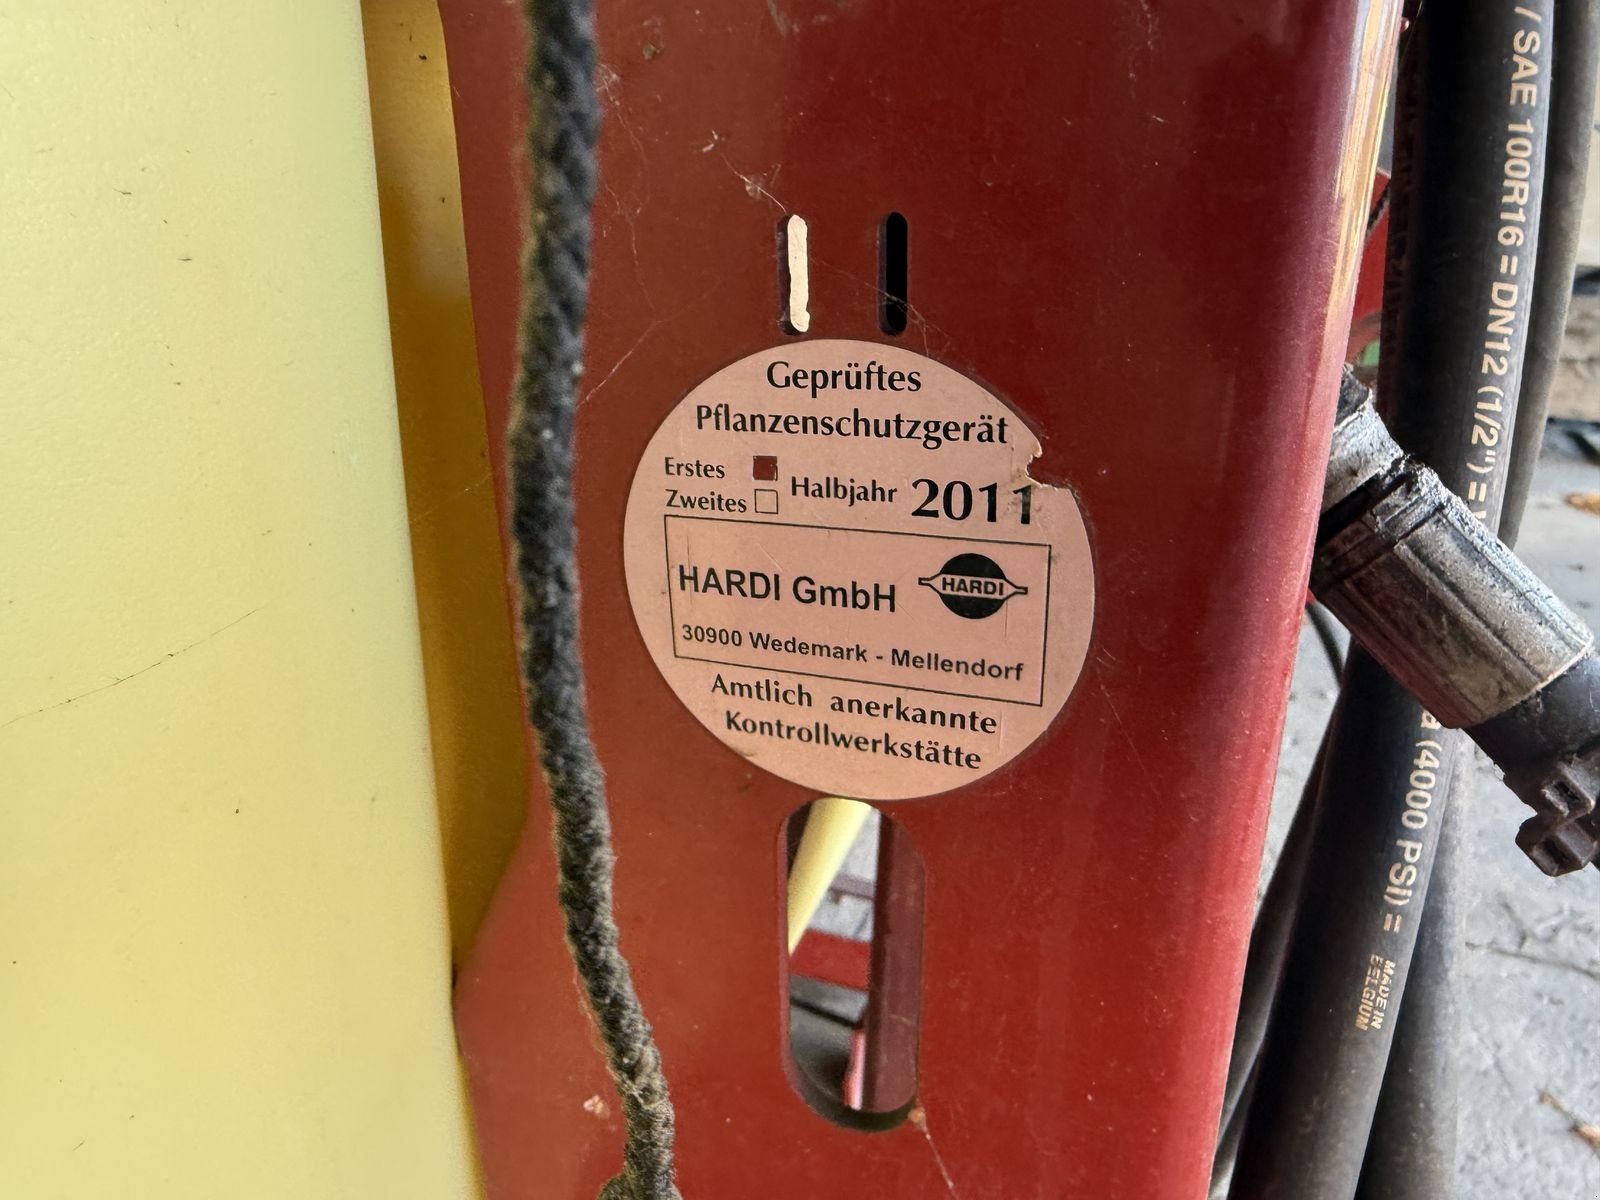 Geprüftes
Pflanzenschutzgerät
Erstes
Zweites
Halbjahr 2011
HARDI GmbH
HARDI
30900 Wedemark - Mellendorf
Amtlich anerkannte
Kontrollwerkstätte
/ SAE 100R16 = DN12 (1/2") =
(4000 PSI) =
MADE IN
BELGIUM